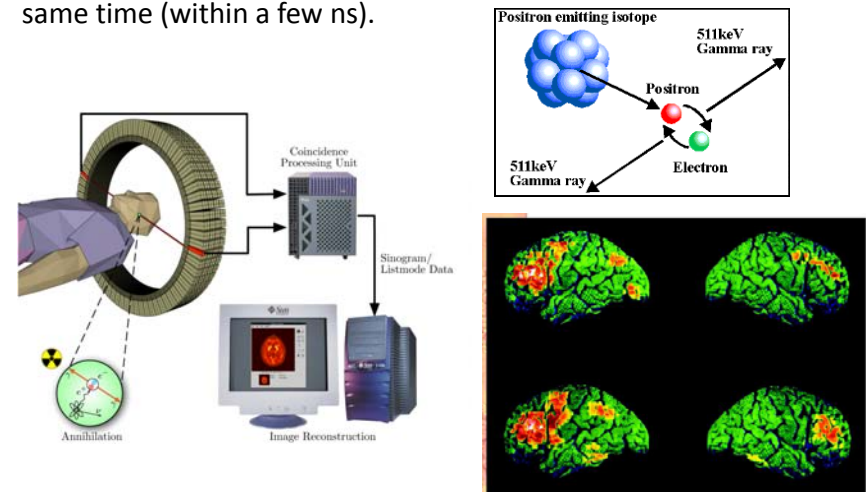 same time (within a few ns).
Positron emitting isotope
511keV
Gamma ray
Positron
511keV
Gamma ray
Electron
Coincidence
Processing Unit
Sinogram/
Listmode Data
Sun
Annihilation
Image Reconstruction